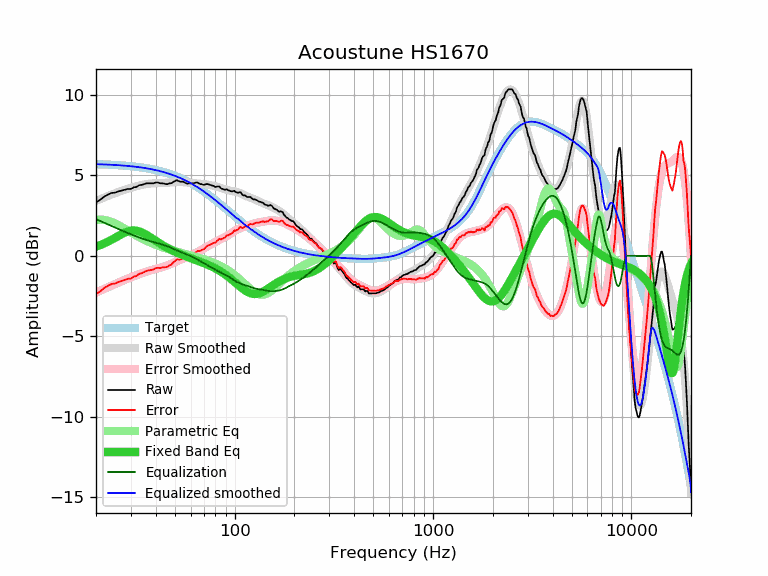 Acoustune HS1670
Amplitude (dBr)
10
5
0
−5
−10
−15
Target
Raw Smoothed
Error Smoothed
Raw
Error
Parametric Eq
Fixed Band Eq
Equalization
Equalized smoothed
100 1000 10000
Frequency (Hz)